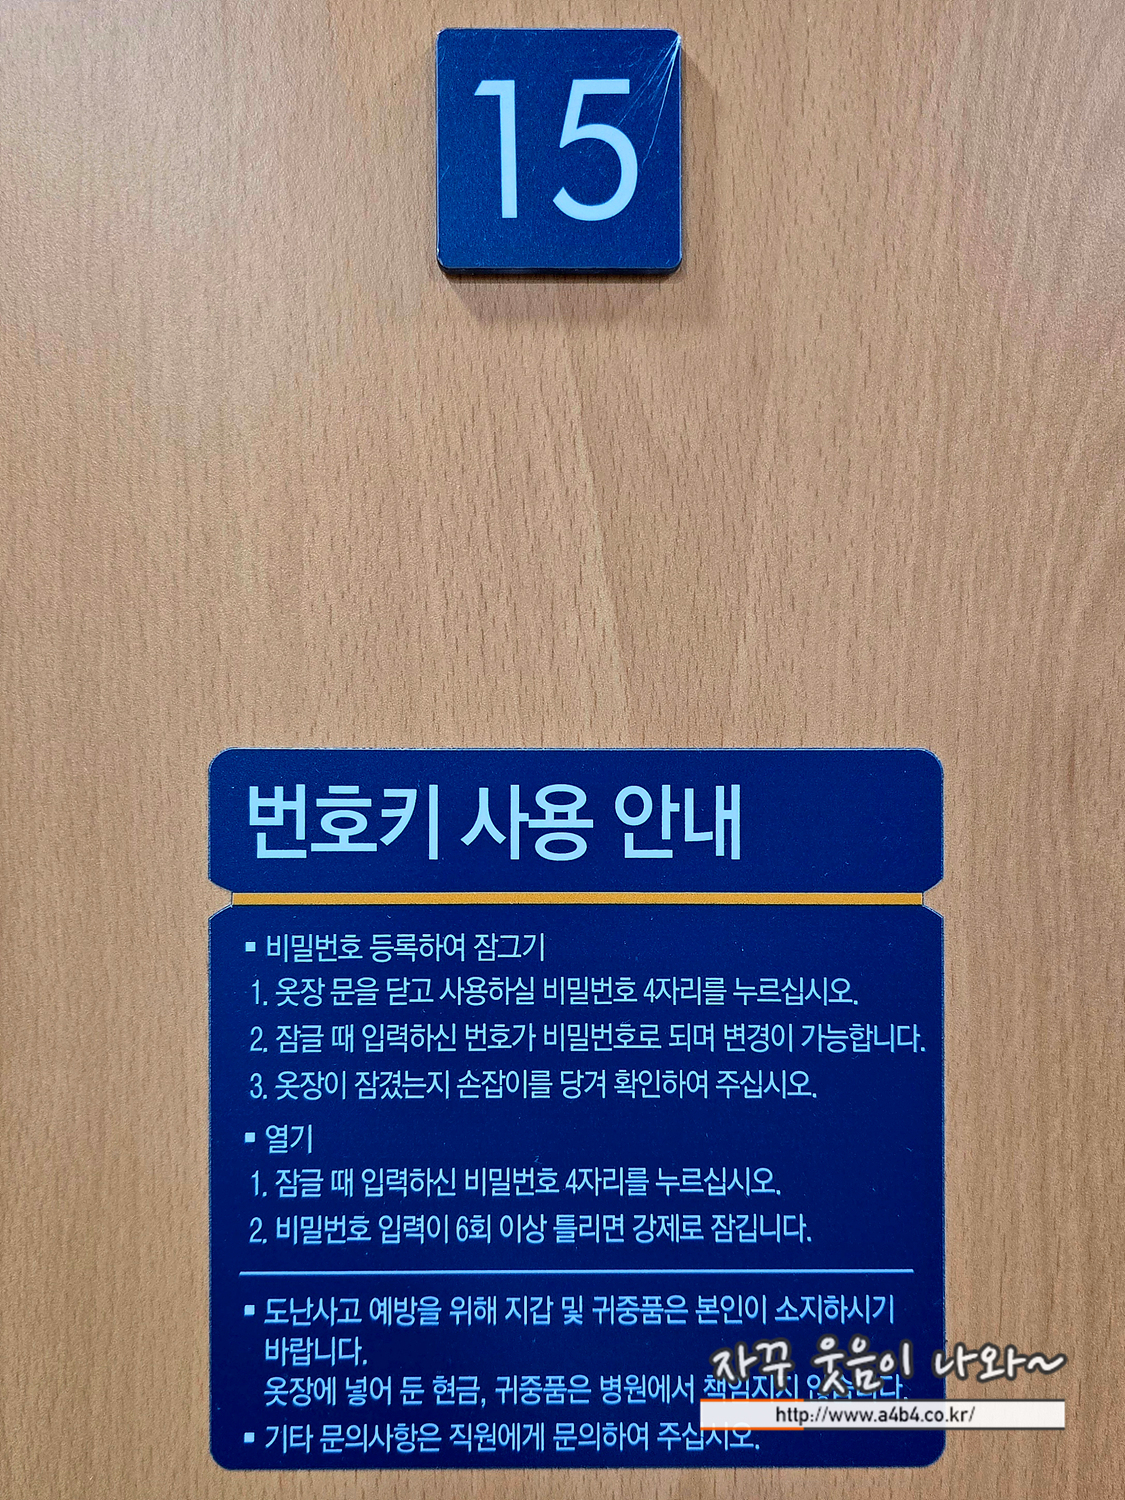 15
번호키 사용 안내
▪ 비밀번호 등록하여 잠그기
1. 옷장 문을 닫고 사용하실 비밀번호 4자리를 누르십시오.
2. 잠글 때 입력하신 번호가 비밀번호로 되며 변경이 가능합니다.
3. 옷장이 잠겼는지 손잡이를 당겨 확인하여 주십시오.
▪ 열기
1. 잠글 때 입력하신 비밀번호 4자리를 누르십시오.
2. 비밀번호 입력이 6회 이상 틀리면 강제로 잠깁니다.
▪ 도난사고 예방을 위해 지갑 및 귀중품은 본인이 소지하시기
바랍니다.
옷장에 넣어 둔 현금, 귀중품은 병원에서 책임지지 않습니다.
▪ 기타 문의사항은 직원에게 문의하여 주십시오.
자꾸 웃음이 나와~
http://www.a4b4.co.kr/